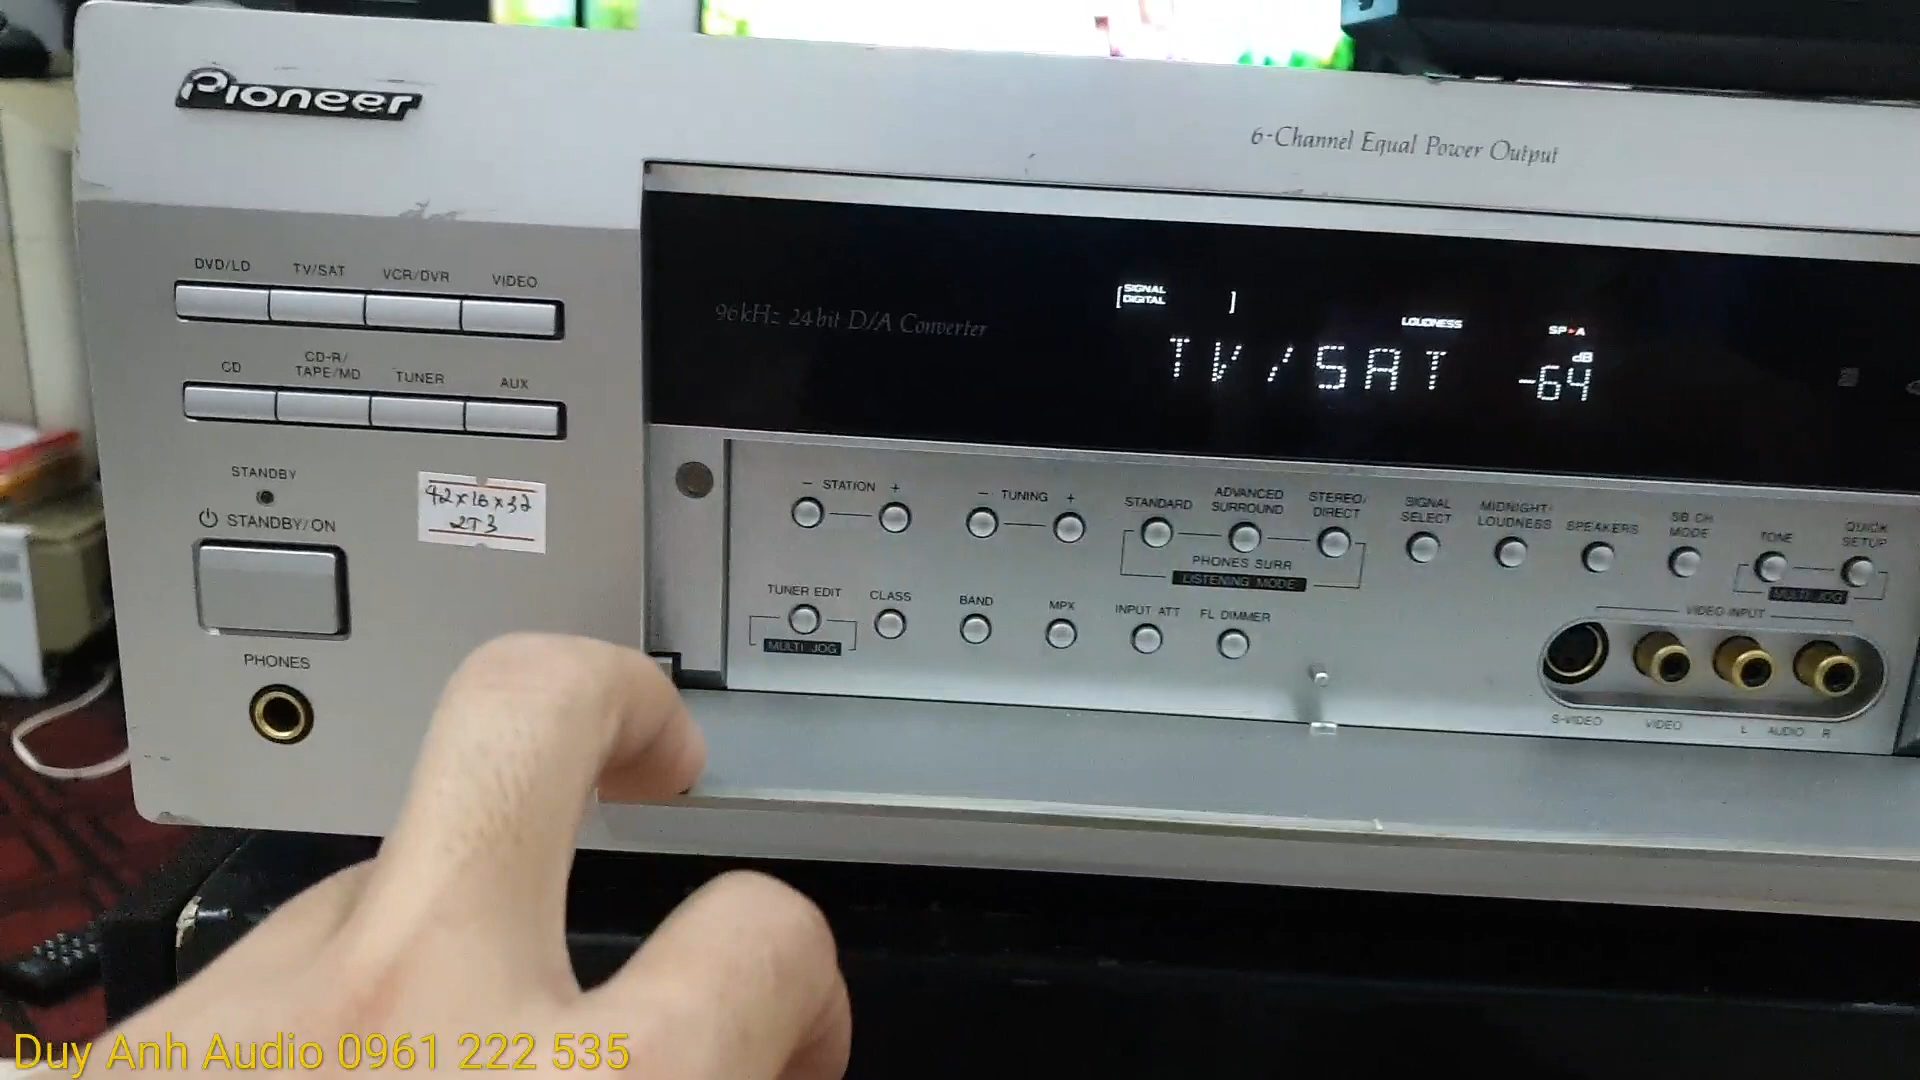 Pioneer
6-Channel Equal Power Output
DVD/LD TV/SAT VCR/DVR VIDEO
96kHz 24bit D/A Converter
SIGNAL
DIGITAL
LOUDNESS
SP►A
dB
TV/SAT -64
CD CD-R/TAPE/MD TUNER AUX
STANDBY
STANDBY/ON
42x16x32
2T3
PHONES
− STATION +
− TUNING +
STANDARD
ADVANCED
SURROUND
STEREO/
DIRECT
PHONES SURR
LISTENING MODE
SIGNAL
SELECT
MIDNIGHT/
LOUDNESS
SPEAKERS
SB CH
MODE
TONE
QUICK
SETUP
MULTI JOG
TUNER EDIT
MULTI JOG
CLASS
BAND
MPX
INPUT ATT
FL DIMMER
VIDEO INPUT
S-VIDEO VIDEO L AUDIO R
Duy Anh Audio 0961 222 535